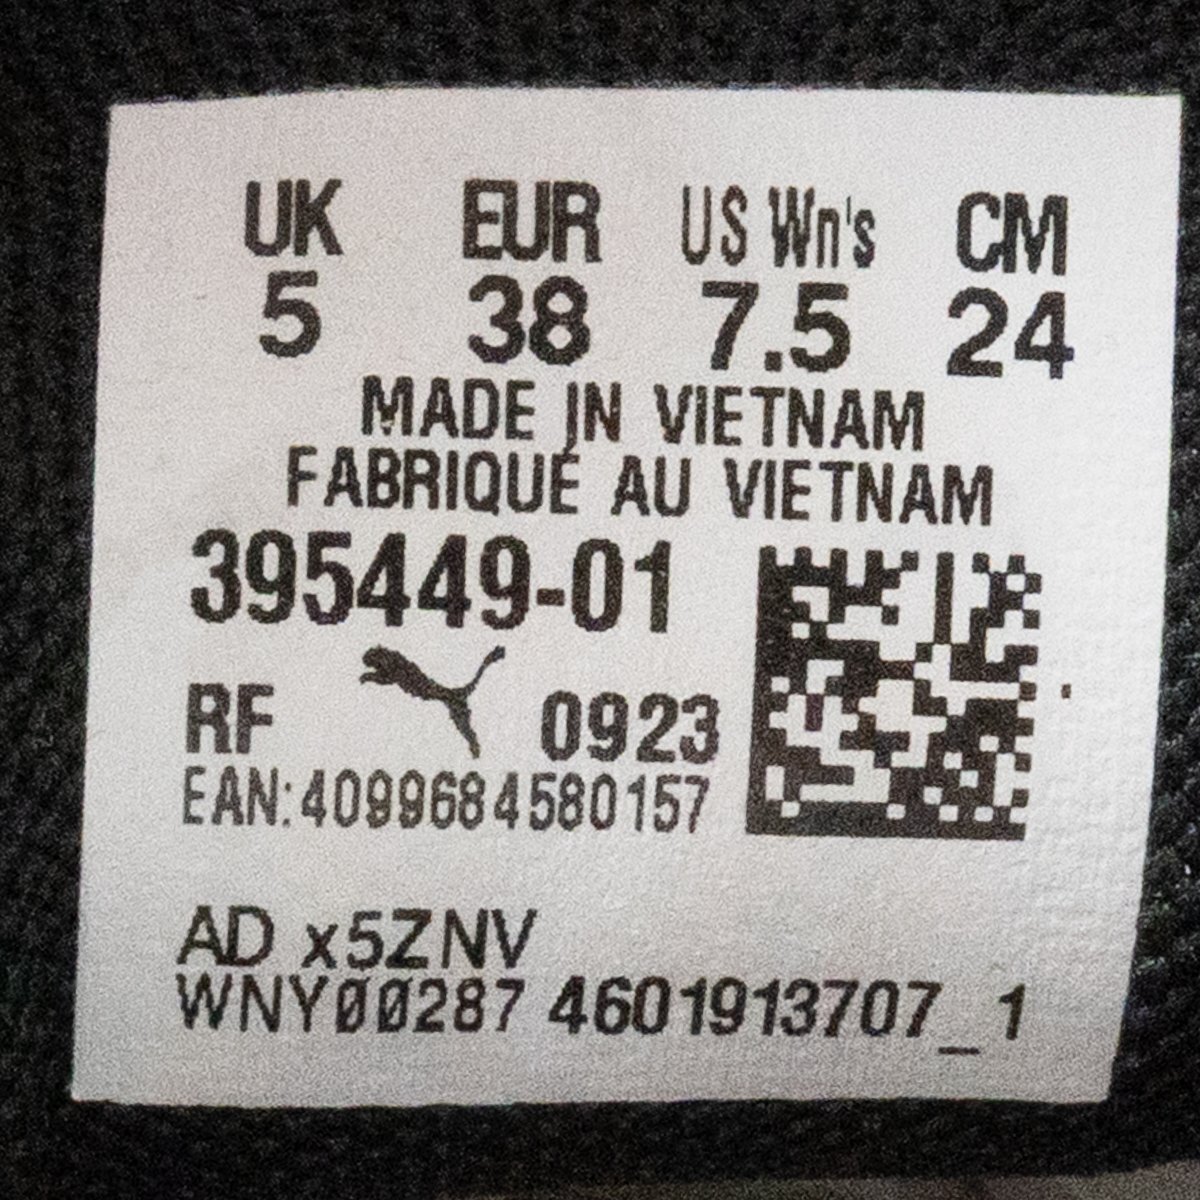 UK EUR US Wn's CM
5 38 7.5 24
MADE IN VIETNAM
FABRIQUÉ AU VIETNAM
395449-01
RF 0923
EAN:4099684580157
AD x5ZNV
WNY00287 4601913707_1